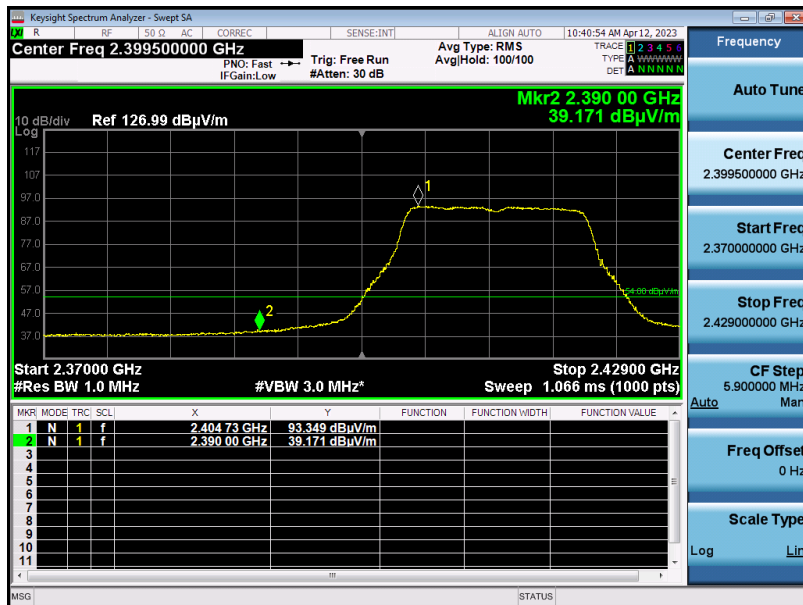 Keysight Spectrum Analyzer - Swept SA
LXI R RF 50 Ω AC CORREC SENSE:INT ALIGN AUTO 10:40:54 AM Apr 12, 2023
Center Freq 2.399500000 GHz
PNO: Fast
IFGain:Low
Trig: Free Run
#Atten: 30 dB
Avg Type: RMS
Avg|Hold: 100/100
TRACE 1 2 3 4 5 6
TYPE A WWWWW
DET A N N N N N
Mkr2 2.390 00 GHz
39.171 dBµV/m
10 dB/div Ref 126.99 dBµV/m
Log
117
107
97.0
87.0
77.0
67.0
57.0
47.0
37.0
1
2
54.00 dBµV/m
Start 2.37000 GHz Stop 2.42900 GHz
#Res BW 1.0 MHz #VBW 3.0 MHz* Sweep 1.066 ms (1000 pts)
MKR MODE TRC SCL X Y FUNCTION FUNCTION WIDTH FUNCTION VALUE
1 N 1 f 2.404 73 GHz 93.349 dBµV/m
2 N 1 f 2.390 00 GHz 39.171 dBµV/m
3
4
5
6
7
8
9
10
11
MSG STATUS
Frequency
Auto Tune
Center Freq
2.399500000 GHz
Start Freq
2.370000000 GHz
Stop Freq
2.429000000 GHz
CF Step
5.900000 MHz
Auto Man
Freq Offset
0 Hz
Scale Type
Log Lin